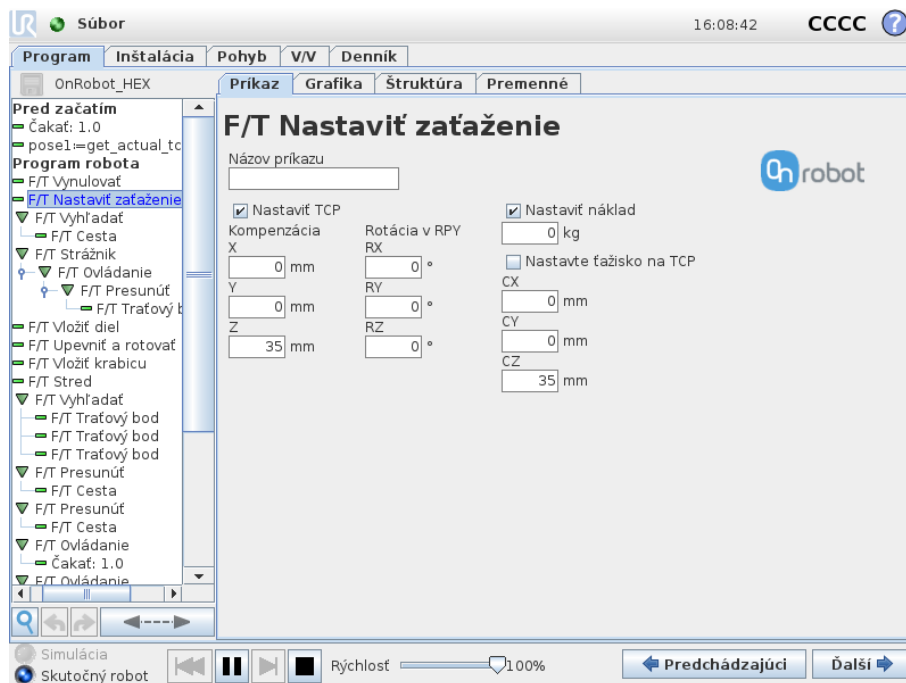 Súbor 16:08:42 CCCC ?
Program Inštalácia Pohyb V/V Denník
OnRobot_HEX
Príkaz Grafika Štruktúra Premenné
Pred začatím
Čakať: 1.0
pose1:=get_actual_tc
Program robota
F/T Vynulovať
F/T Nastaviť zaťaženie
F/T Vyhľadať
F/T Cesta
F/T Strážnik
F/T Ovládanie
F/T Presunúť
F/T Traťový b
F/T Vložiť diel
F/T Upevniť a rotovať
F/T Vložiť krabicu
F/T Stred
F/T Vyhľadať
F/T Traťový bod
F/T Traťový bod
F/T Traťový bod
F/T Presunúť
F/T Cesta
F/T Presunúť
F/T Cesta
F/T Ovládanie
Čakať: 1.0
F/T Ovládanie
F/T Nastaviť zaťaženie
Názov príkazu
On robot
Nastaviť TCP
Kompenzácia Rotácia v RPY
X RX
0 mm 0 °
Y RY
0 mm 0 °
Z RZ
35 mm 0 °
Nastaviť náklad
0 kg
Nastavte ťažisko na TCP
CX
0 mm
CY
0 mm
CZ
35 mm
Simulácia
Skutočný robot
Rýchlosť 100%
Predchádzajúci Ďalší